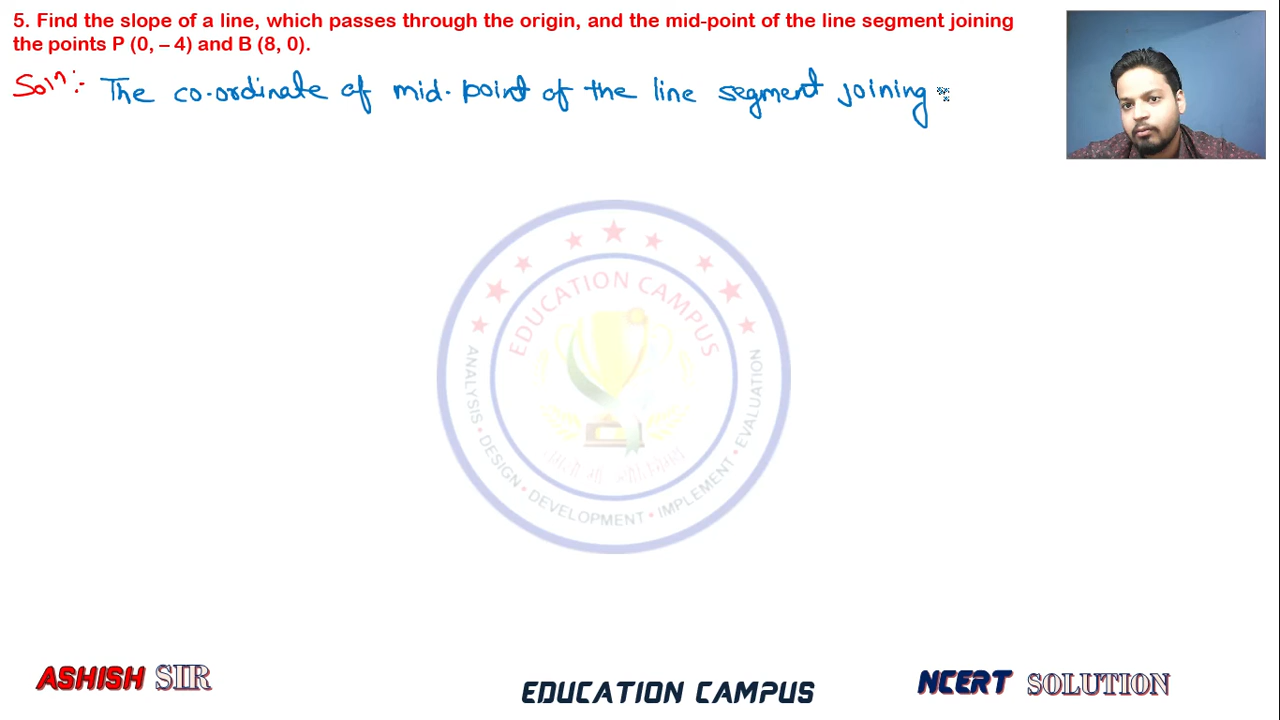 5. Find the slope of a line, which passes through the origin, and the mid-point of the line segment joining
the points P (0, – 4) and B (8, 0).
Soln:- The co-ordinate of mid-point of the line segment joining
EDUCATION CAMPUS
ANALYSIS • DESIGN • DEVELOPMENT • IMPLEMENT • EVALUATION
ASHISH SIR
EDUCATION CAMPUS
NCERT SOLUTION